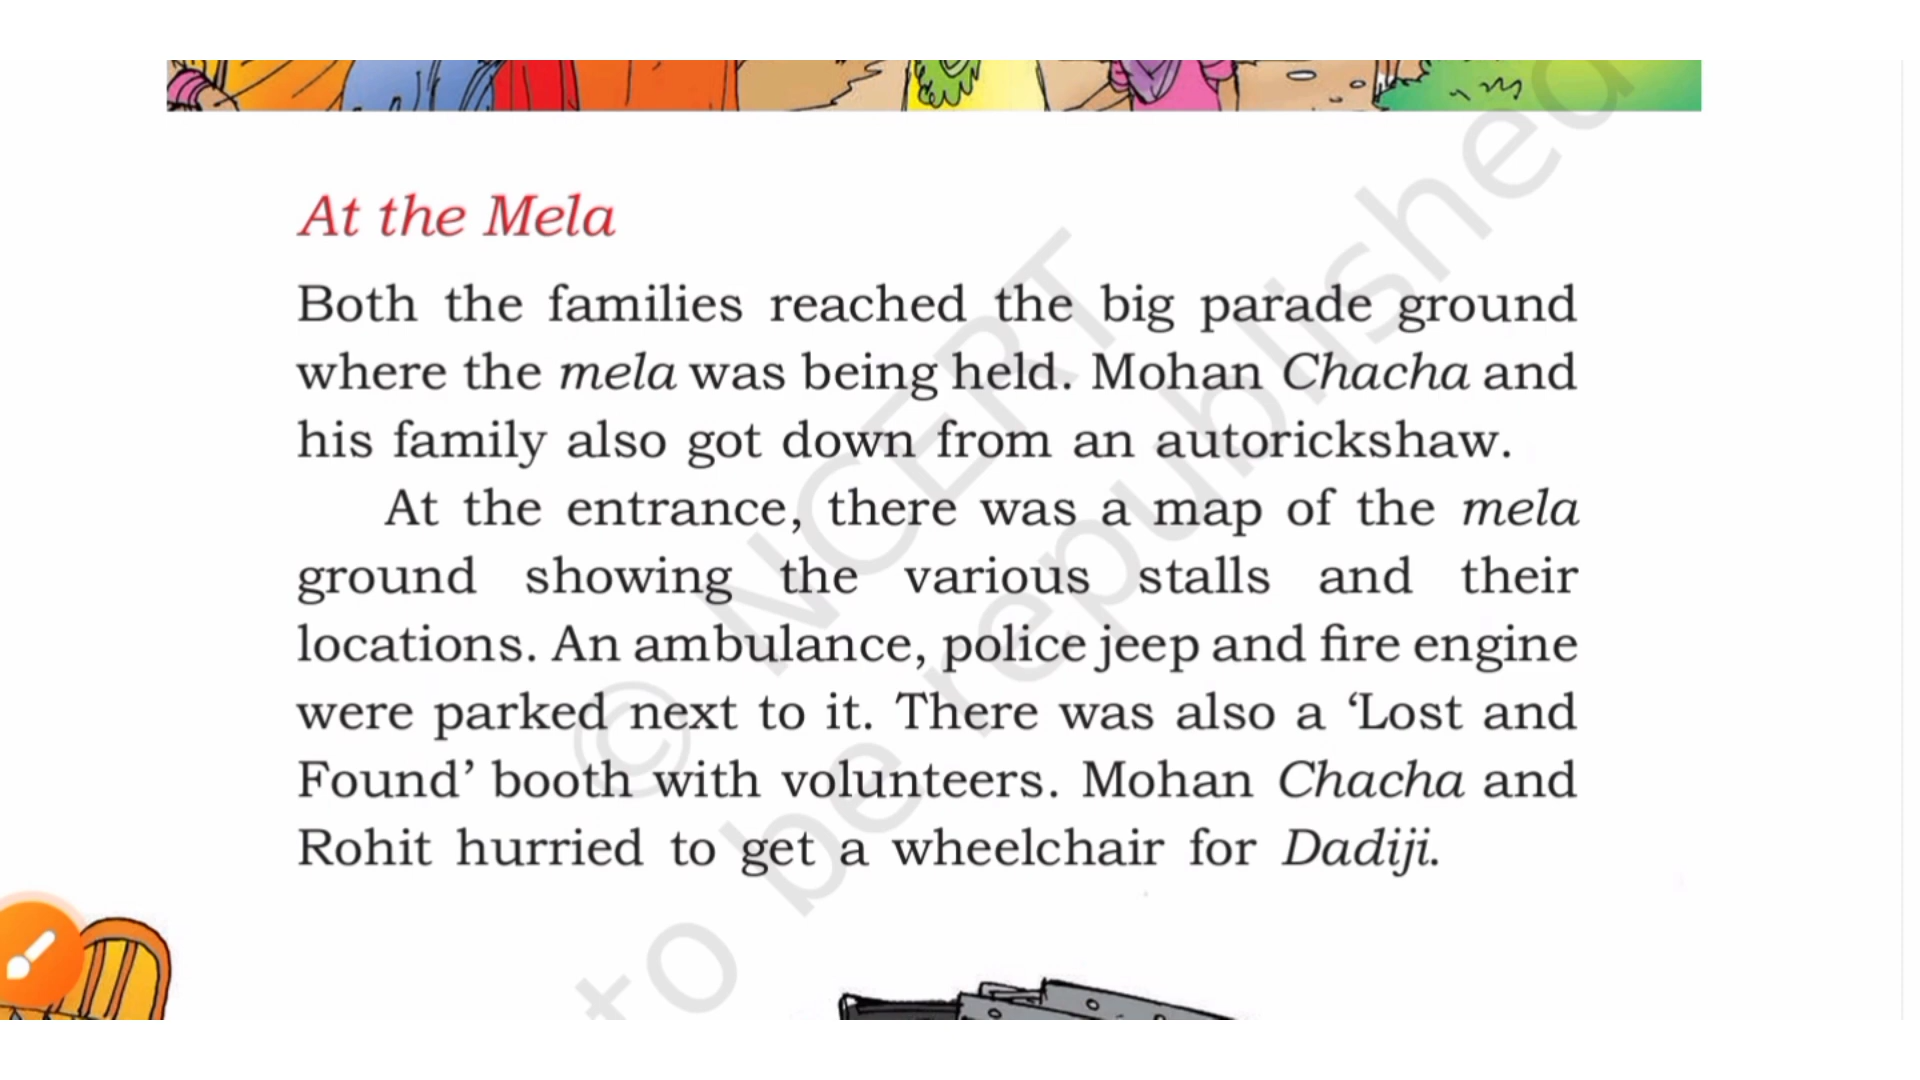 At the Mela
Both the families reached the big parade ground
where the mela was being held. Mohan Chacha and
his family also got down from an autorickshaw.
At the entrance, there was a map of the mela
ground showing the various stalls and their
locations. An ambulance, police jeep and fire engine
were parked next to it. There was also a ‘Lost and
Found’ booth with volunteers. Mohan Chacha and
Rohit hurried to get a wheelchair for Dadiji.
© NCERT
to be republished